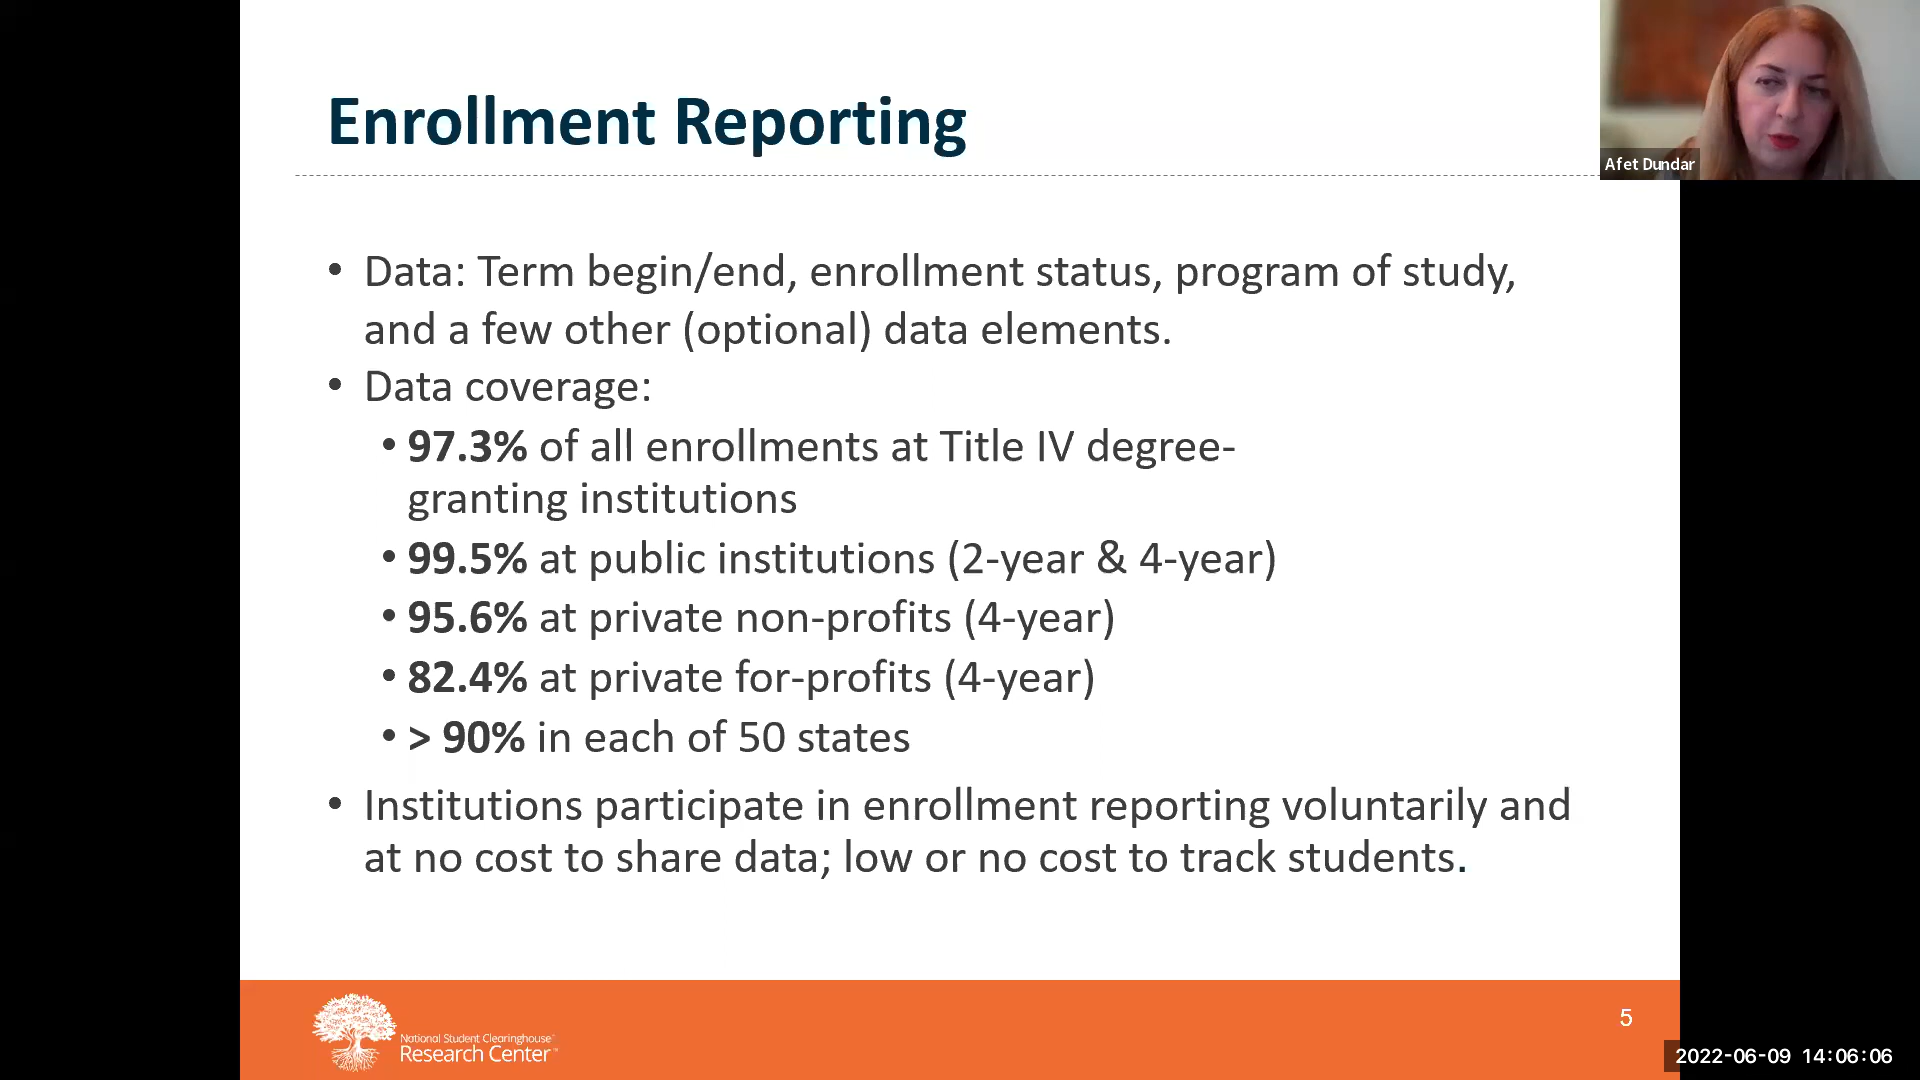 Enrollment Reporting
Afet Dundar
• Data: Term begin/end, enrollment status, program of study,
and a few other (optional) data elements.
• Data coverage:
• 97.3% of all enrollments at Title IV degree-
granting institutions
• 99.5% at public institutions (2-year & 4-year)
• 95.6% at private non-profits (4-year)
• 82.4% at private for-profits (4-year)
• > 90% in each of 50 states
• Institutions participate in enrollment reporting voluntarily and
at no cost to share data; low or no cost to track students.
National Student Clearinghouse™
Research Center™
5
2022-06-09 14:06:06